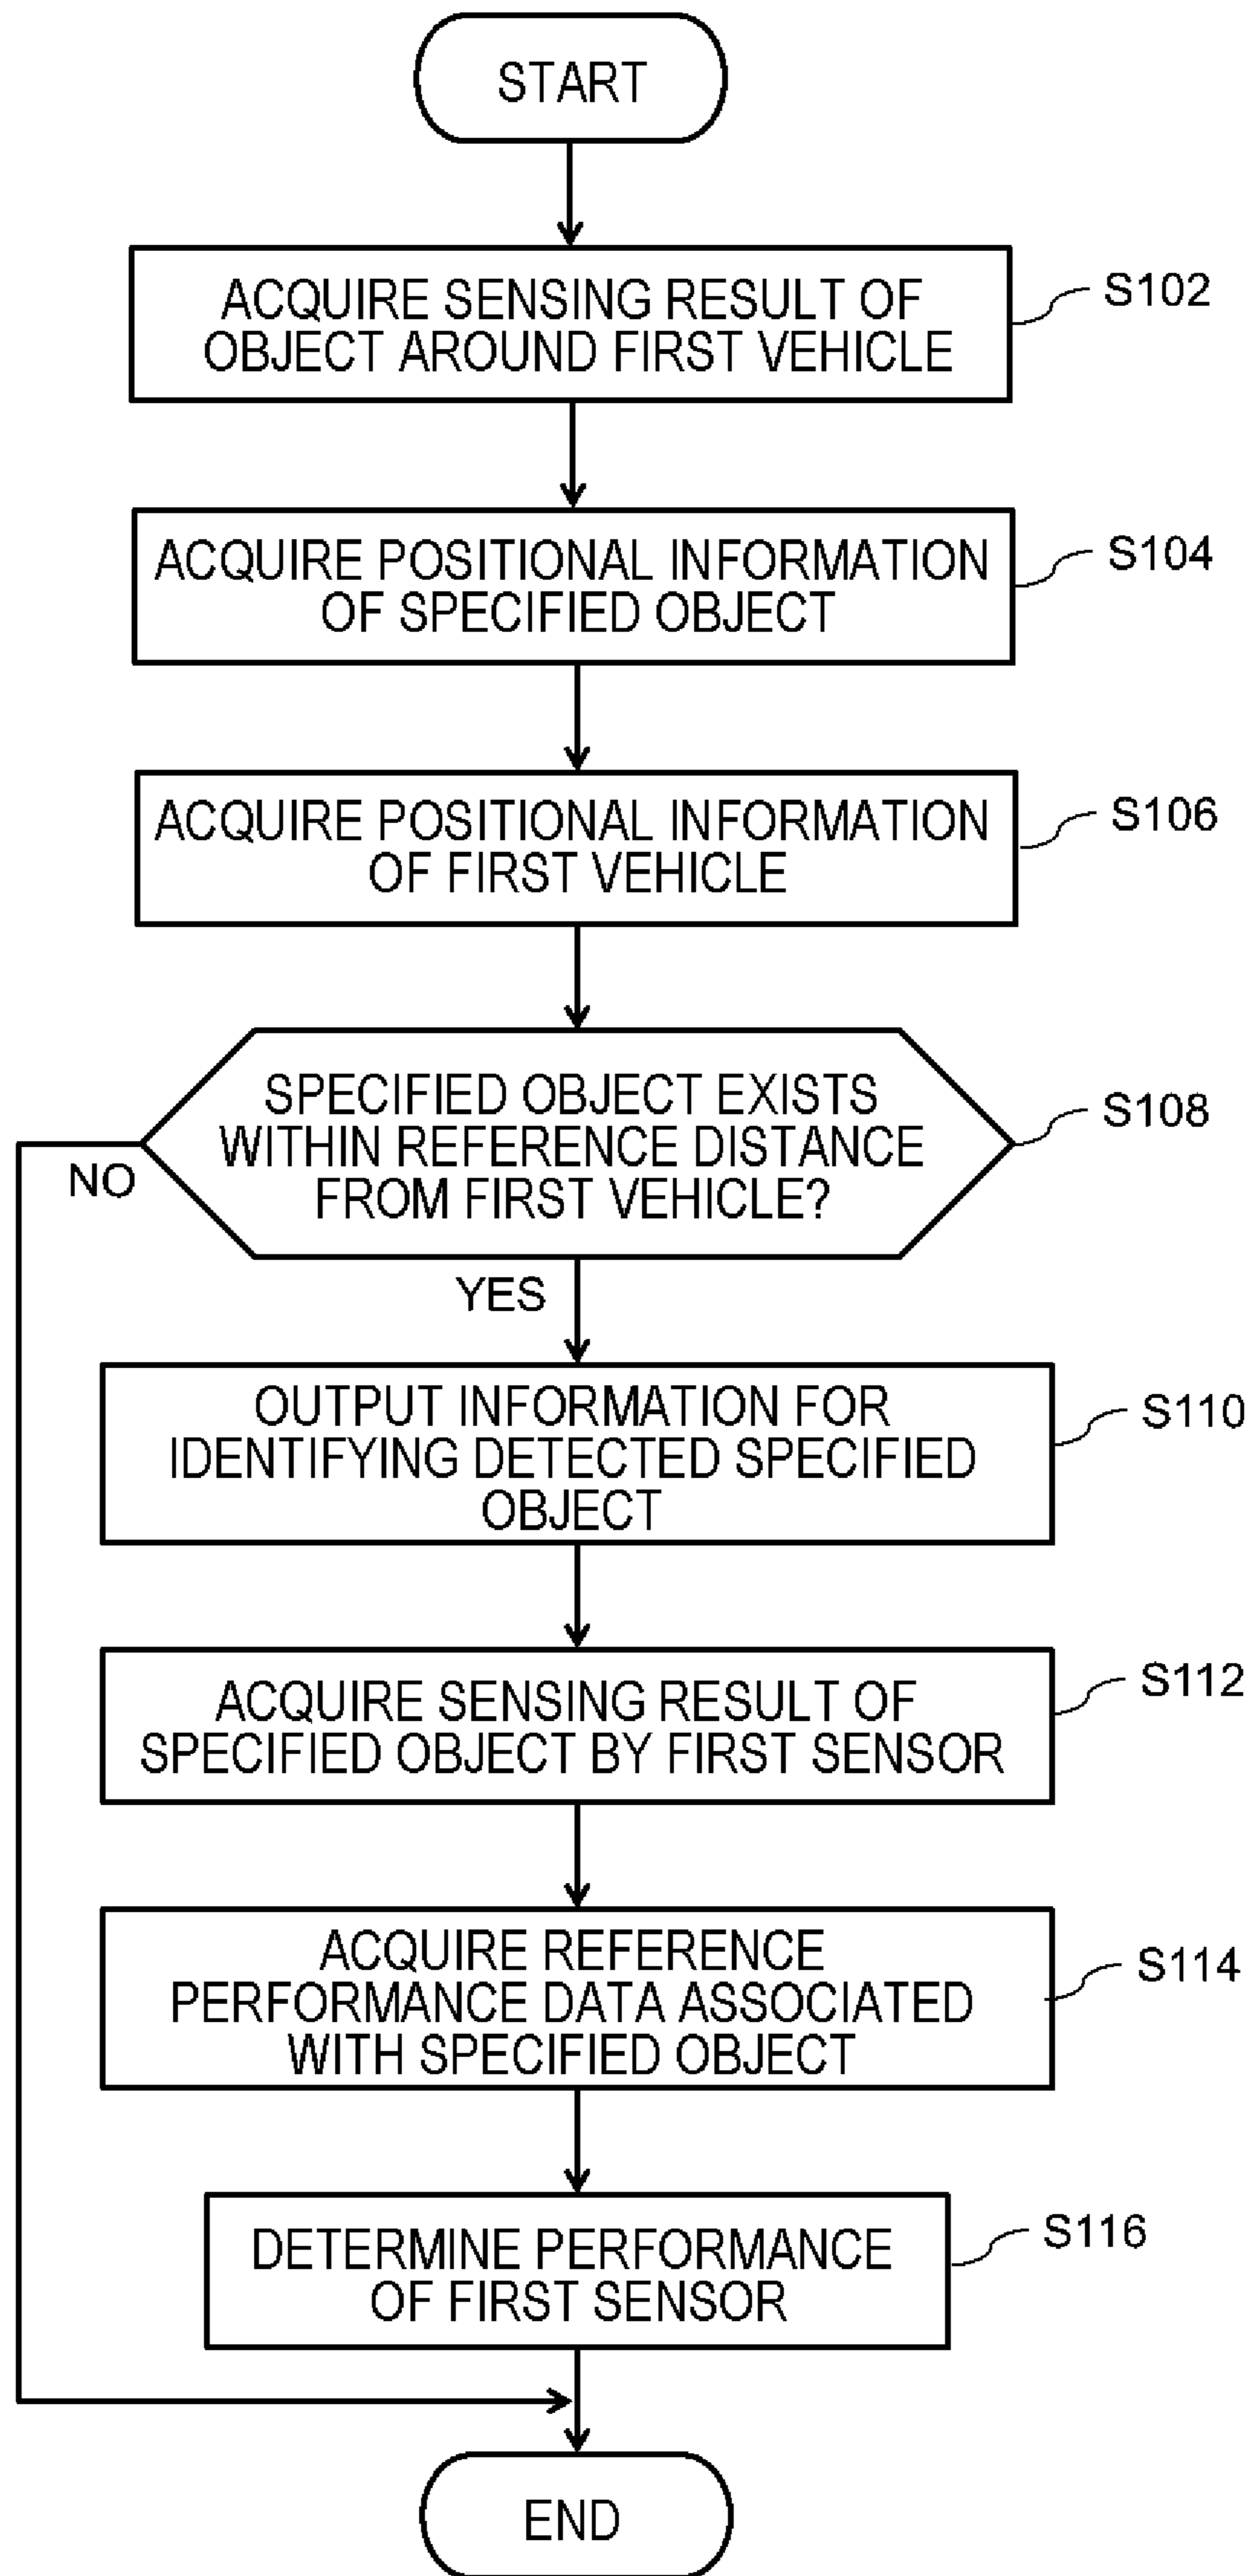 START
ACQUIRE SENSING RESULT OF
OBJECT AROUND FIRST VEHICLE
S102
ACQUIRE POSITIONAL INFORMATION
OF SPECIFIED OBJECT
S104
ACQUIRE POSITIONAL INFORMATION
OF FIRST VEHICLE
S106
SPECIFIED OBJECT EXISTS
WITHIN REFERENCE DISTANCE
FROM FIRST VEHICLE?
S108
NO
YES
OUTPUT INFORMATION FOR
IDENTIFYING DETECTED SPECIFIED
OBJECT
S110
ACQUIRE SENSING RESULT OF
SPECIFIED OBJECT BY FIRST SENSOR
S112
ACQUIRE REFERENCE
PERFORMANCE DATA ASSOCIATED
WITH SPECIFIED OBJECT
S114
DETERMINE PERFORMANCE
OF FIRST SENSOR
S116
END